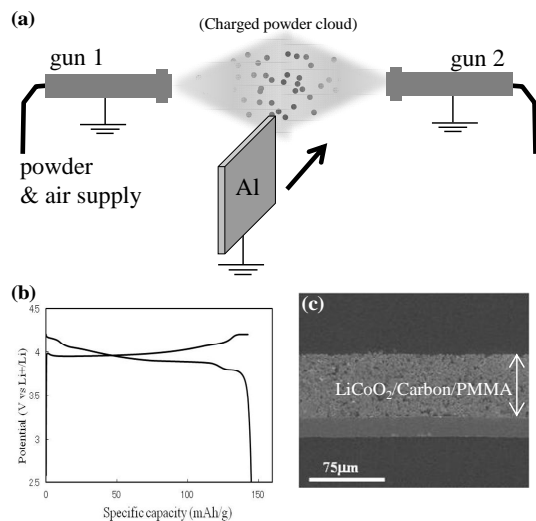 (a)
(Charged powder cloud)
gun 1
gun 2
powder
& air supply
Al
(b)
4.5
4
3.5
3
2.5
0
50
100
150
Potential (V vs Li+/Li)
Specific capacity (mAh/g)
(c)
LiCoO₂/Carbon/PMMA
75μm